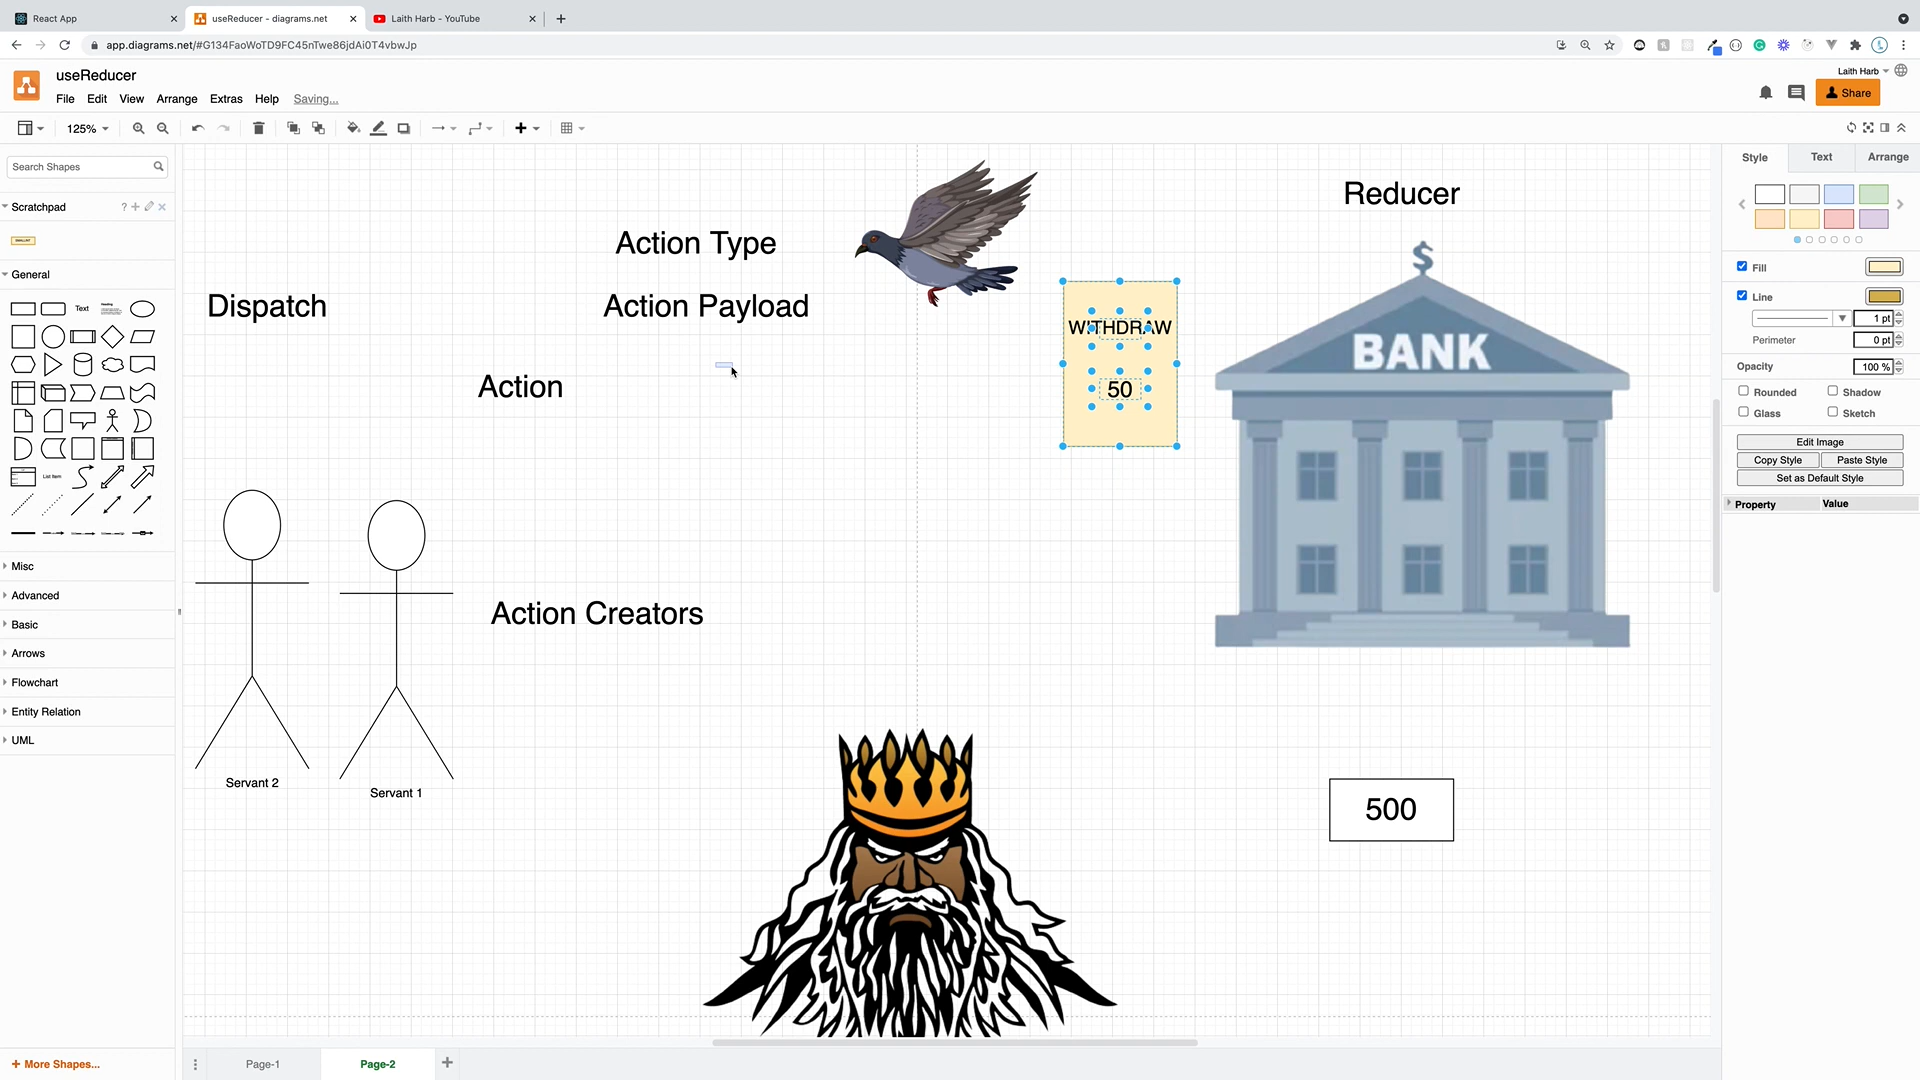 React App
useReducer - diagrams.net
Laith Harb - YouTube
app.diagrams.net/#G134FaoWoTD9FC45nTwe86jdAi0T4vbwJp
useReducer
Laith Harb
File Edit View Arrange Extras Help Saving...
Share
125%
Search Shapes
Scratchpad
?
General
Text
Heading
List Item
Misc
Advanced
Basic
Arrows
Flowchart
Entity Relation
UML
More Shapes...
Dispatch
Action Type
Action Payload
Action
Action Creators
Servant 2
Servant 1
WITHDRAW
50
Reducer
$
BANK
500
Page-1
Page-2
Style
Text
Arrange
Fill
Line
1 pt
Perimeter
0 pt
Opacity
100 %
Rounded
Shadow
Glass
Sketch
Edit Image
Copy Style
Paste Style
Set as Default Style
Property
Value